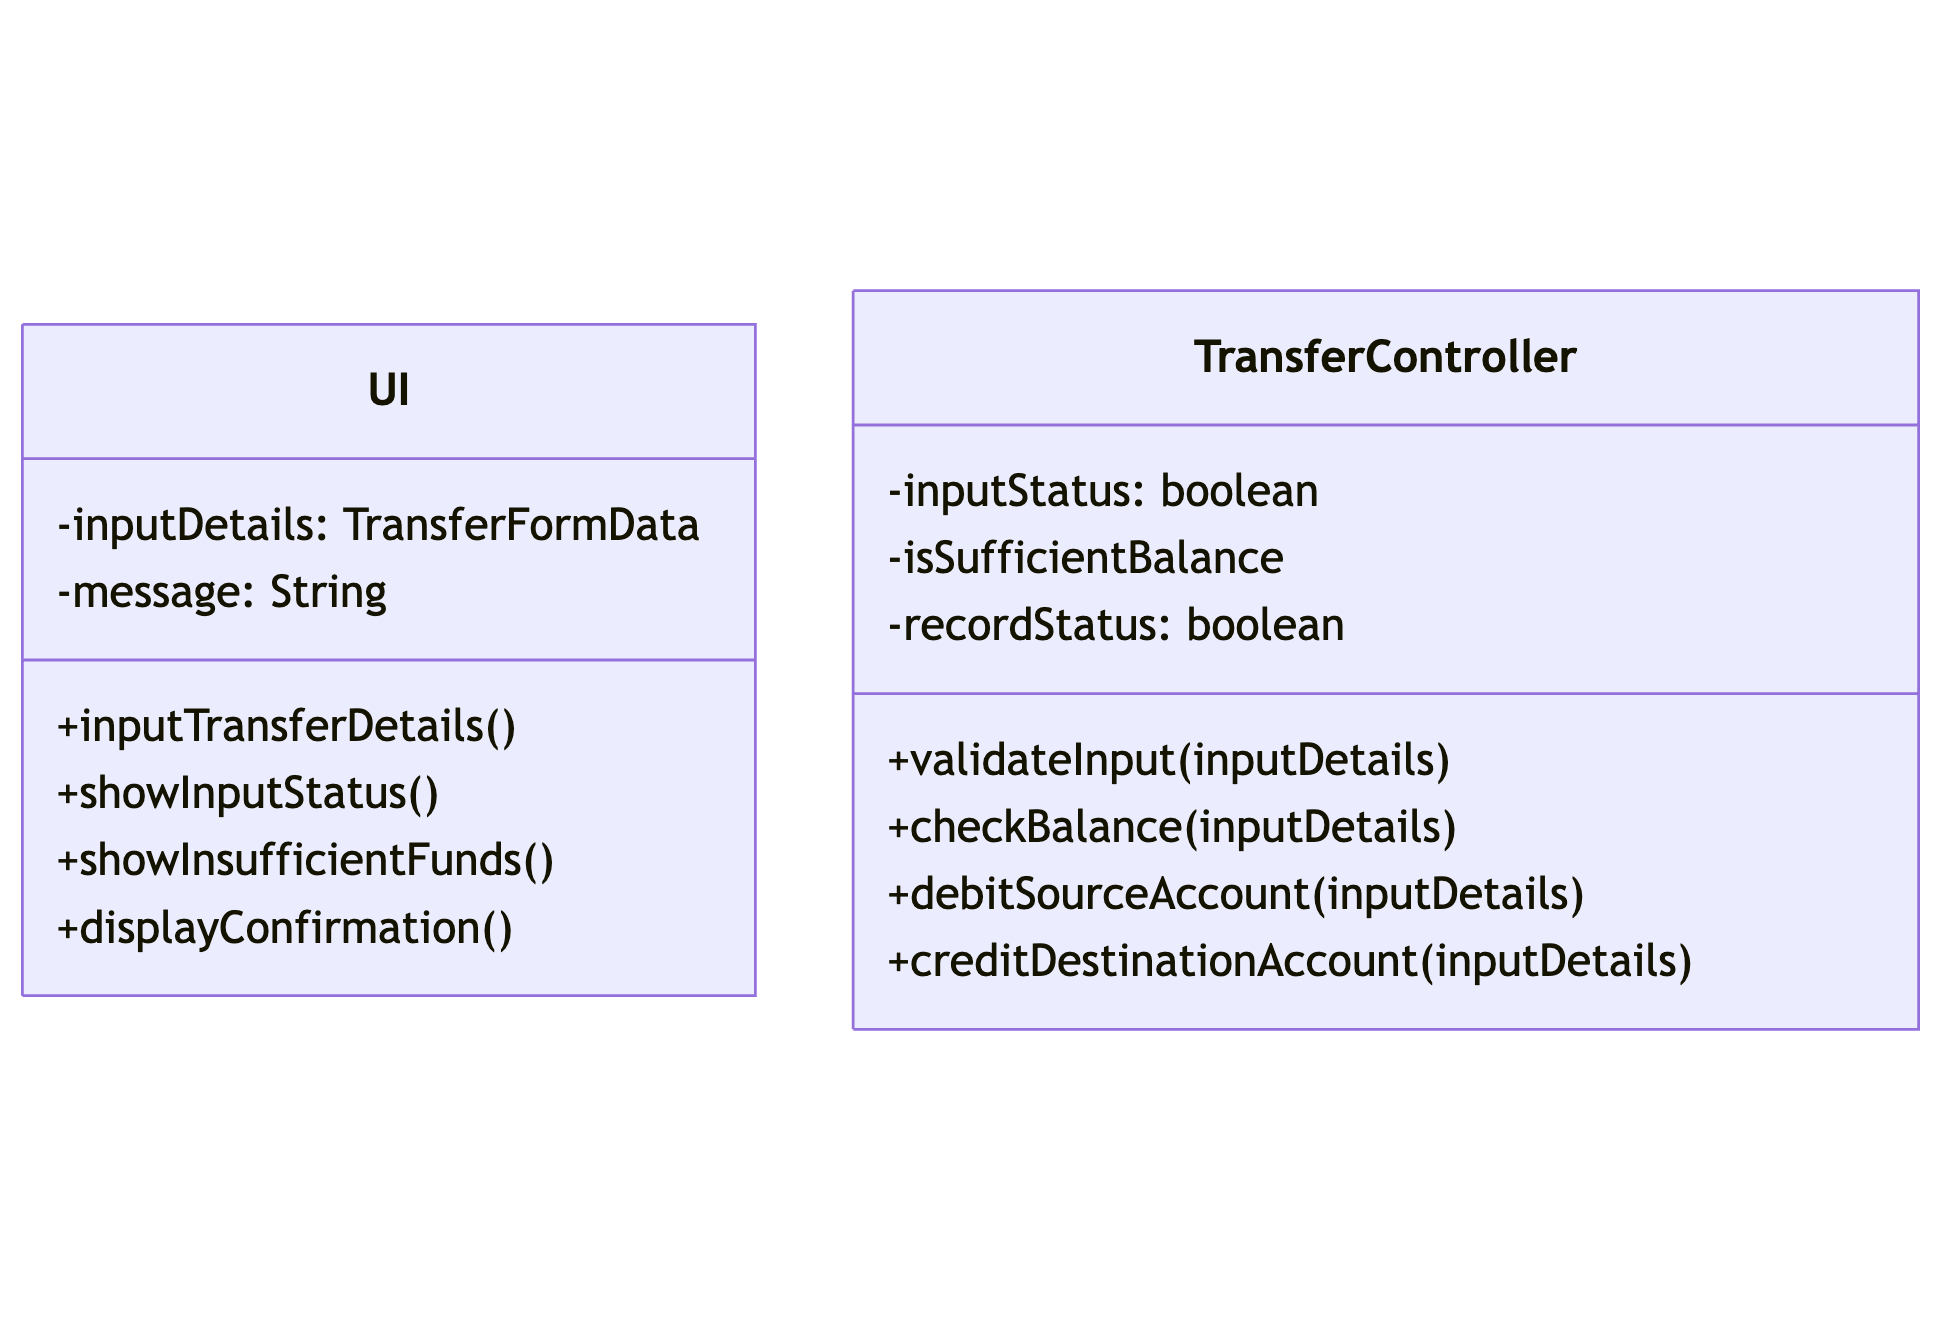 UI
-inputDetails: TransferFormData
-message: String
+inputTransferDetails()
+showInputStatus()
+showInsufficientFunds()
+displayConfirmation()
TransferController
-inputStatus: boolean
-isSufficientBalance
-recordStatus: boolean
+validateInput(inputDetails)
+checkBalance(inputDetails)
+debitSourceAccount(inputDetails)
+creditDestinationAccount(inputDetails)